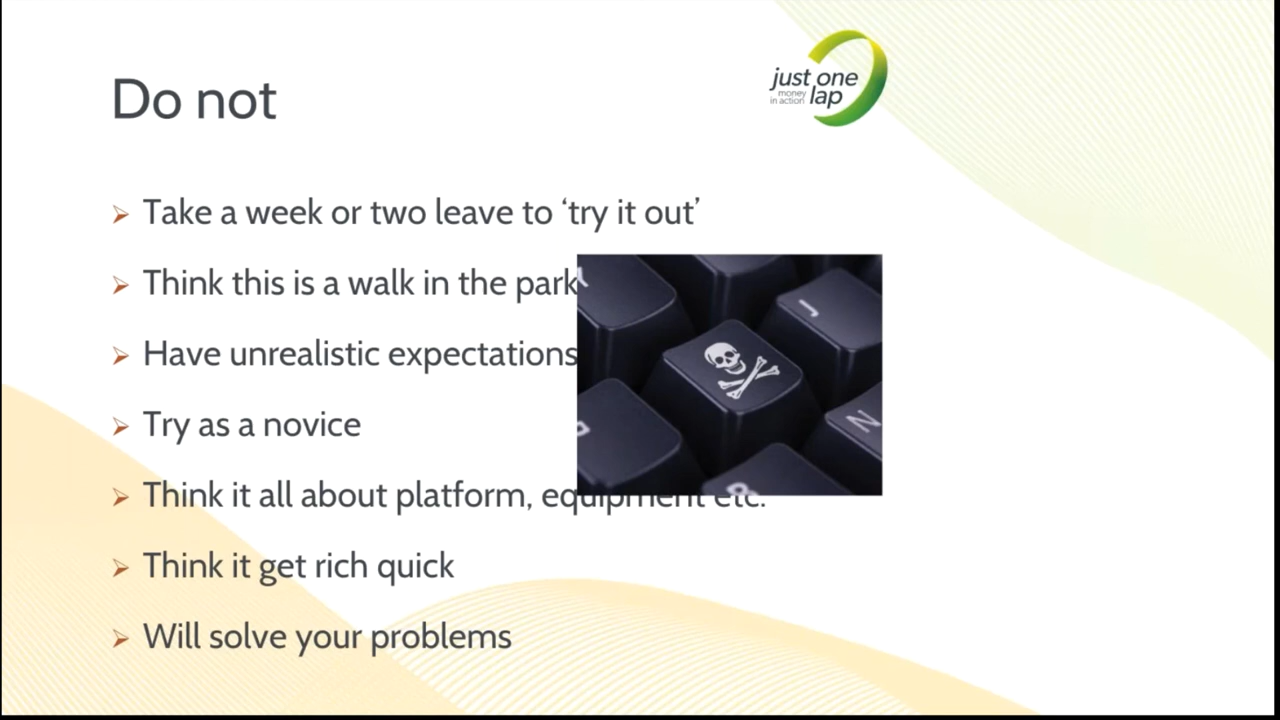 Do not
just one
money
in action lap
Take a week or two leave to ‘try it out’
Think this is a walk in the park
Have unrealistic expectations
Try as a novice
Think it all about platform, equipment etc.
Think it get rich quick
Will solve your problems
J
N